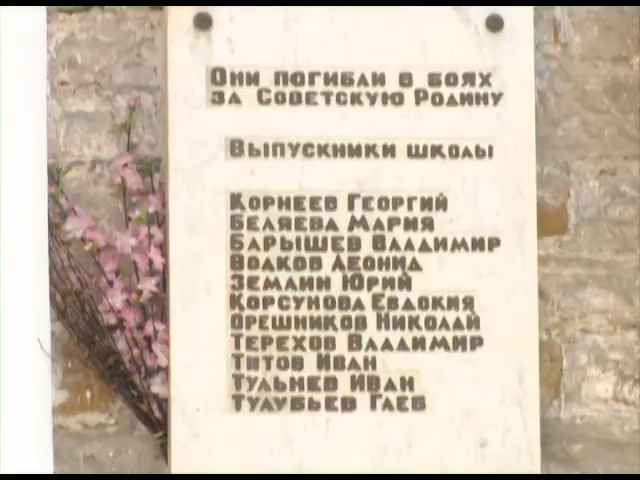 Они погибли в боях
за Советскую Родину
Выпускники школы
Корнеев Георгий
Беляева Мария
Барышев Владимир
Волков Леонид
Землин Юрий
Корсунова Евдокия
Орешников Николай
Терехов Владимир
Титов Иван
Тульнев Иван
Тулубьев Глеб